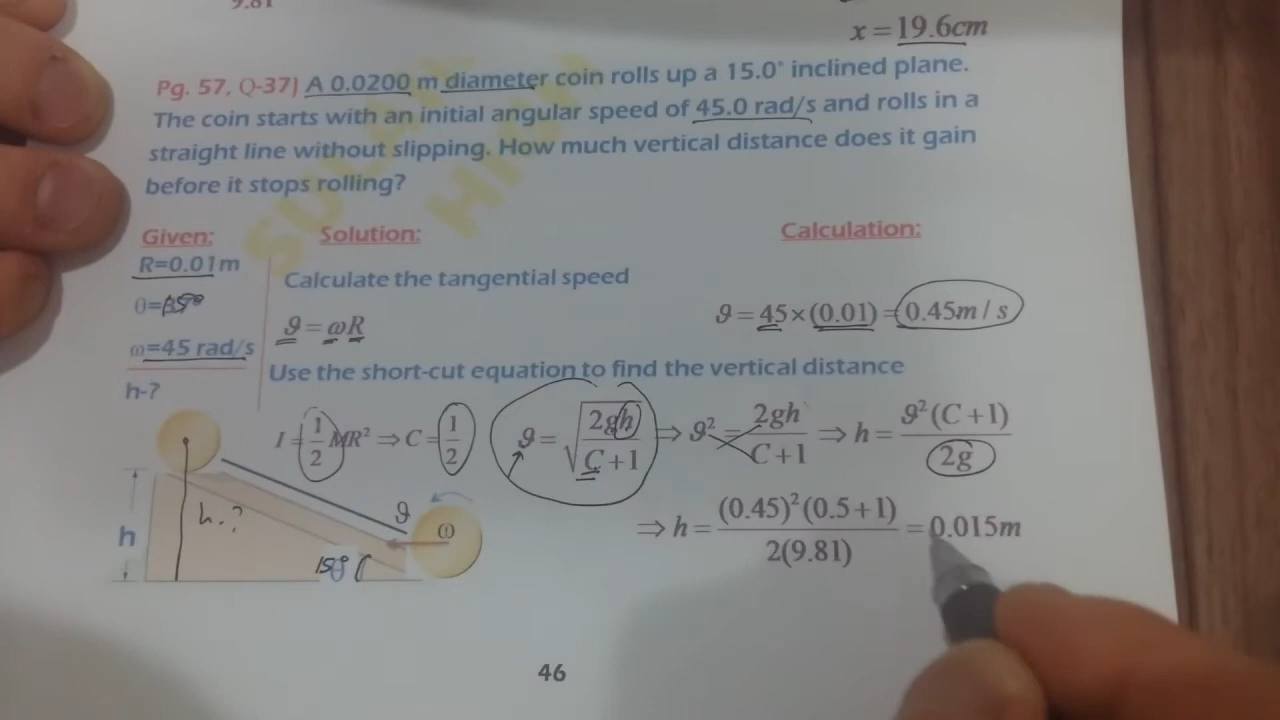 9.81
x = 19.6cm
Pg. 57, Q-37) A 0.0200 m diameter coin rolls up a 15.0° inclined plane.
The coin starts with an initial angular speed of 45.0 rad/s and rolls in a
straight line without slipping. How much vertical distance does it gain
before it stops rolling?
Given:
Solution:
Calculation:
R=0.01m
θ=15°
ω=45 rad/s
h-?
Calculate the tangential speed
ϑ = ωR
ϑ = 45 × (0.01) = 0.45m / s
Use the short-cut equation to find the vertical distance
I = 1/2 MR² ⇒ C = 1/2
ϑ = √(2gh / C + 1) ⇒ ϑ² = 2gh / C + 1 ⇒ h = ϑ² (C + 1) / 2g
⇒ h = (0.45)² (0.5 + 1) / 2(9.81) = 0.015m
h
h.?
ϑ
ω
15°
46